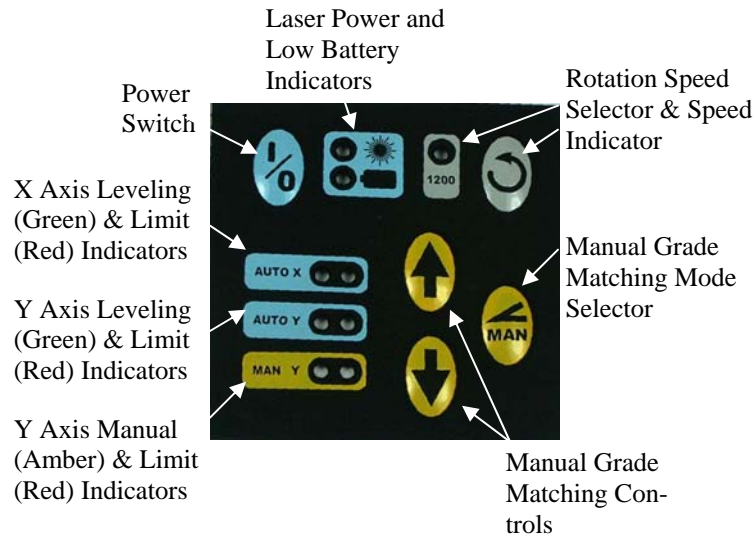 Laser Power and
Low Battery
Indicators
Rotation Speed
Selector & Speed
Indicator
Power
Switch
I/O
1200
X Axis Leveling
(Green) & Limit
(Red) Indicators
AUTO X
Manual Grade
Matching Mode
Selector
Y Axis Leveling
(Green) & Limit
(Red) Indicators
AUTO Y
MAN
MAN Y
Y Axis Manual
(Amber) & Limit
(Red) Indicators
Manual Grade
Matching Con-
trols